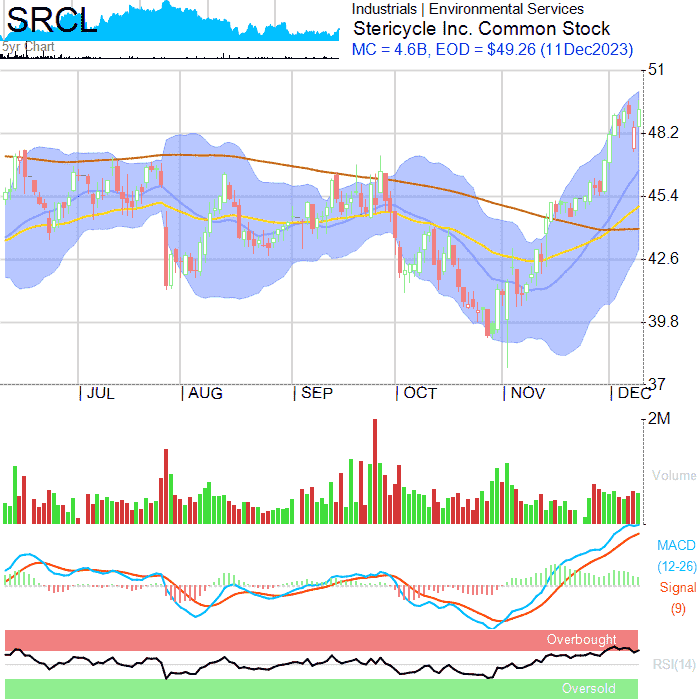 SRCL
5yr Chart
Industrials | Environmental Services
Stericycle Inc. Common Stock
MC = 4.6B, EOD = $49.26 (11Dec2023)
51
48.2
45.4
42.6
39.8
37
JUL AUG SEP OCT NOV DEC
2M
Volume
MACD
(12-26)
Signal
(9)
Overbought
RSI(14)
Oversold